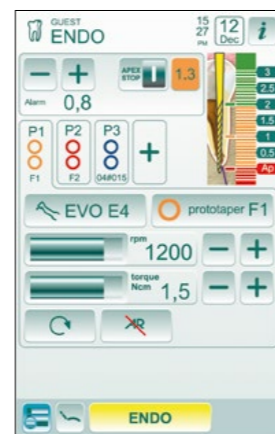 GUEST
ENDO
15
27
PM
12
Dec
i
APEX
STOP
1.3
Alarm 0,8
3
2.5
2
1.5
1
0.5
Ap
P1 P2 P3
F1 F2 04#015
EVO E4
prototaper F1
rpm
1200
torque
Ncm 1,5
AR
ENDO